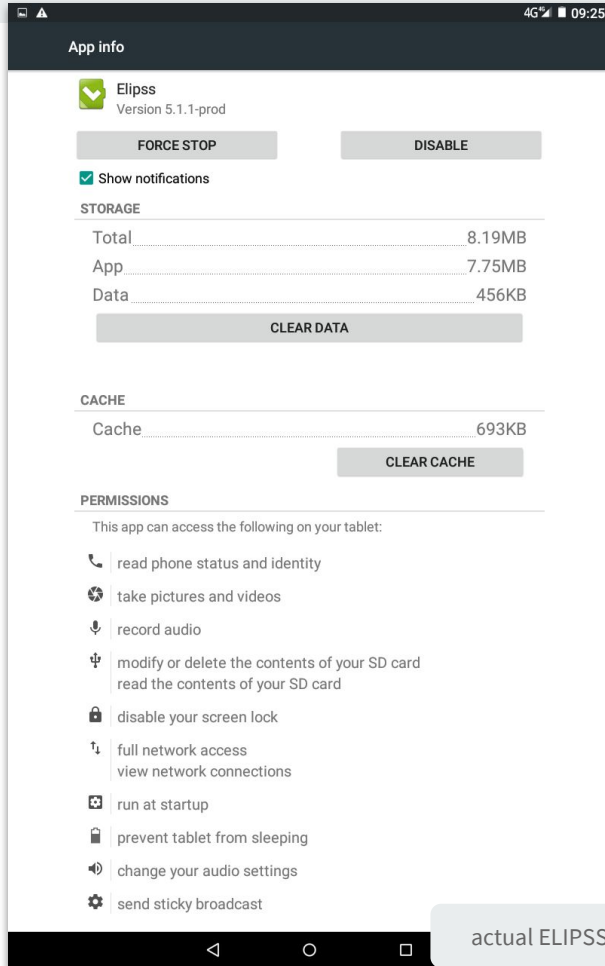 4G 4G 09:25
App info
Elipss
Version 5.1.1-prod
FORCE STOP DISABLE
Show notifications
STORAGE
Total 8.19MB
App 7.75MB
Data 456KB
CLEAR DATA
CACHE
Cache 693KB
CLEAR CACHE
PERMISSIONS
This app can access the following on your tablet:
read phone status and identity
take pictures and videos
record audio
modify or delete the contents of your SD card
read the contents of your SD card
disable your screen lock
full network access
view network connections
run at startup
prevent tablet from sleeping
change your audio settings
send sticky broadcast
actual ELIPSS